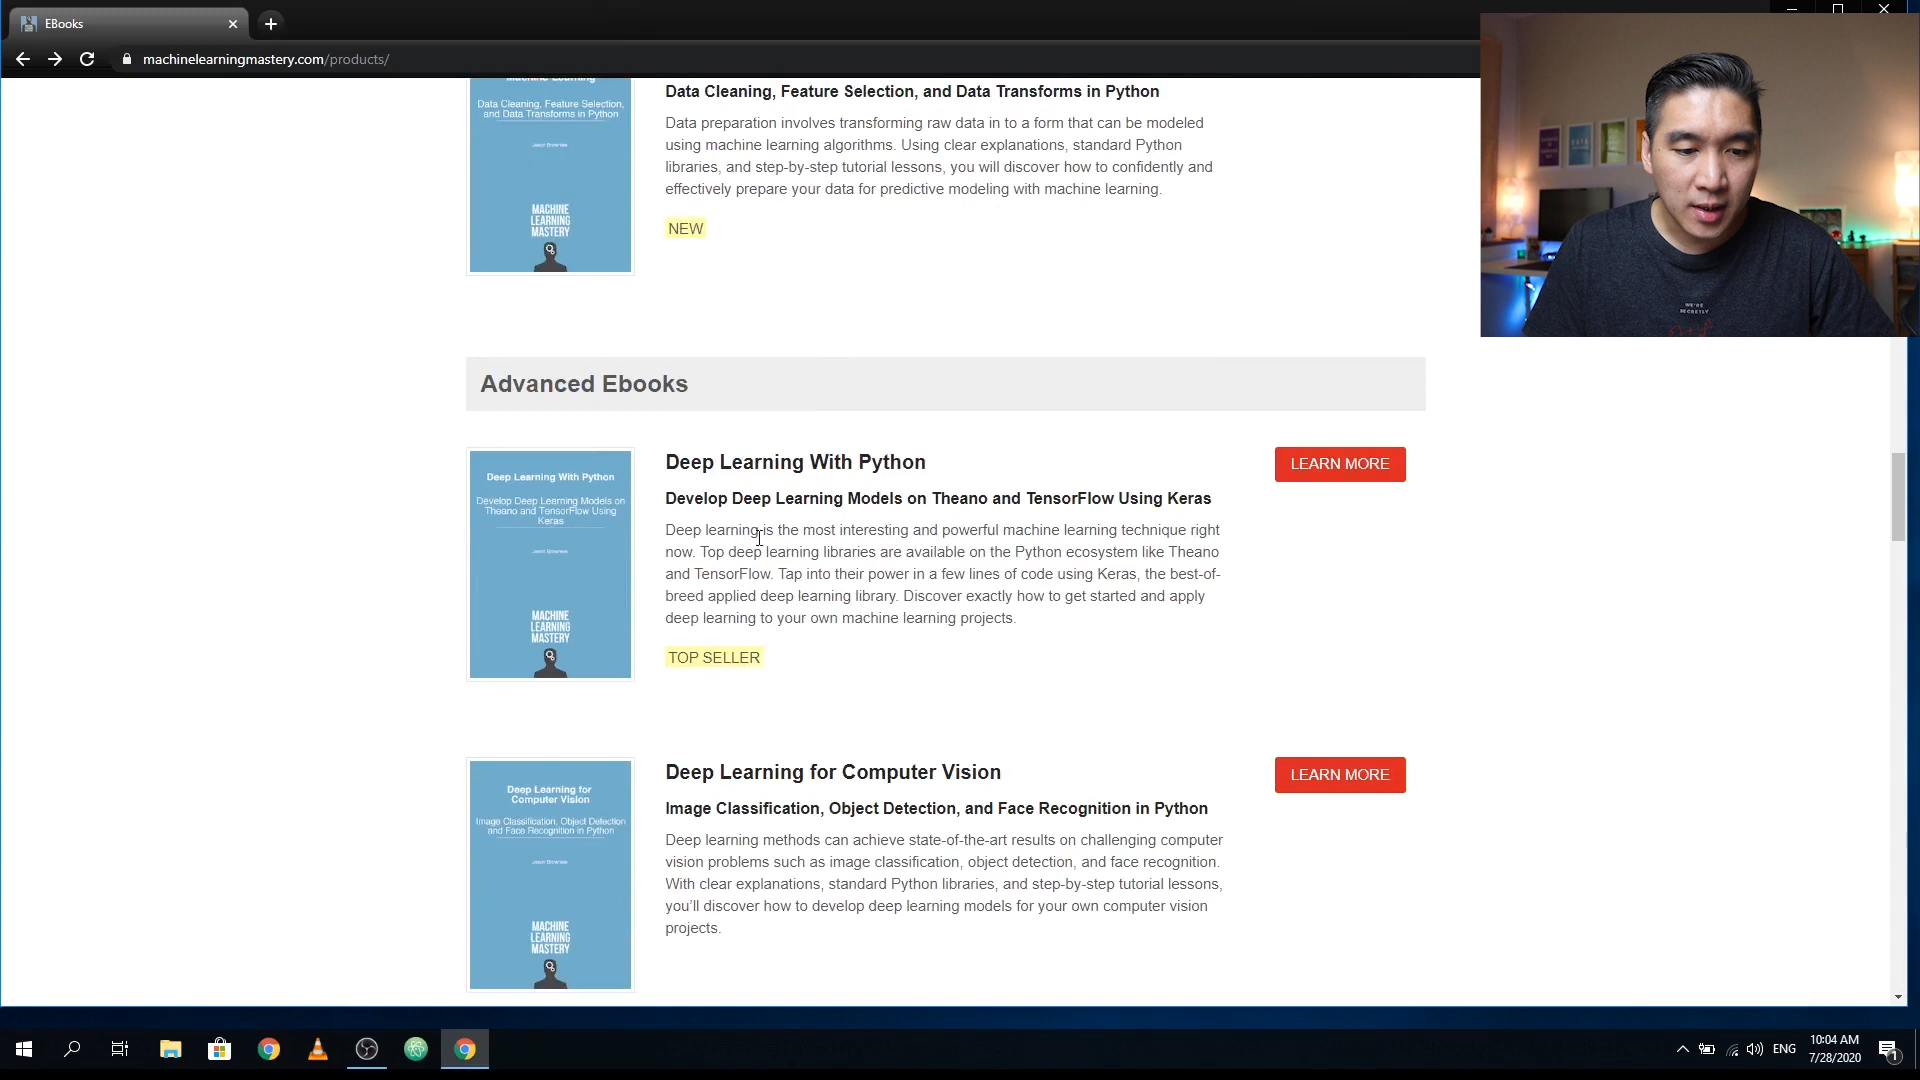 EBooks
machinelearningmastery.com/products/
Machine Learning
Data Cleaning, Feature Selection,
and Data Transforms in Python
Jason Brownlee
MACHINE
LEARNING
MASTERY
Data Cleaning, Feature Selection, and Data Transforms in Python
Data preparation involves transforming raw data in to a form that can be modeled
using machine learning algorithms. Using clear explanations, standard Python
libraries, and step-by-step tutorial lessons, you will discover how to confidently and
effectively prepare your data for predictive modeling with machine learning.
NEW
WE'RE
SECRETLY
Advanced Ebooks
Deep Learning With Python
Develop Deep Learning Models on
Theano and TensorFlow Using
Keras
Jason Brownlee
MACHINE
LEARNING
MASTERY
Deep Learning With Python
LEARN MORE
Develop Deep Learning Models on Theano and TensorFlow Using Keras
Deep learning is the most interesting and powerful machine learning technique right
now. Top deep learning libraries are available on the Python ecosystem like Theano
and TensorFlow. Tap into their power in a few lines of code using Keras, the best-of-
breed applied deep learning library. Discover exactly how to get started and apply
deep learning to your own machine learning projects.
TOP SELLER
Deep Learning for
Computer Vision
Image Classification, Object Detection,
and Face Recognition in Python
Jason Brownlee
MACHINE
LEARNING
MASTERY
Deep Learning for Computer Vision
LEARN MORE
Image Classification, Object Detection, and Face Recognition in Python
Deep learning methods can achieve state-of-the-art results on challenging computer
vision problems such as image classification, object detection, and face recognition.
With clear explanations, standard Python libraries, and step-by-step tutorial lessons,
you'll discover how to develop deep learning models for your own computer vision
projects.
ENG
10:04 AM
7/28/2020
1